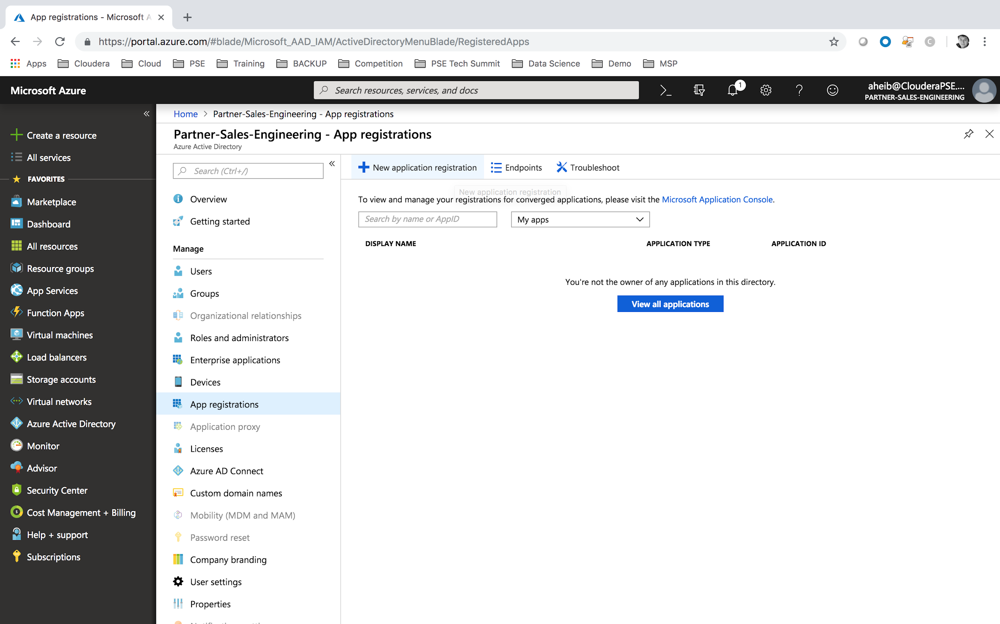 App registrations - Microsoft A
https://portal.azure.com/#blade/Microsoft_AAD_IAM/ActiveDirectoryMenuBlade/RegisteredApps
C
Apps Cloudera Cloud PSE Training BACKUP Competition PSE Tech Summit Data Science Demo MSP
Microsoft Azure
Search resources, services, and docs
1
aheib@ClouderaPSE....
PARTNER-SALES-ENGINEERING
Create a resource
All services
FAVORITES
Marketplace
Dashboard
All resources
Resource groups
App Services
Function Apps
Virtual machines
Load balancers
Storage accounts
Virtual networks
Azure Active Directory
Monitor
Advisor
Security Center
Cost Management + Billing
Help + support
Subscriptions
Home > Partner-Sales-Engineering - App registrations
Partner-Sales-Engineering - App registrations
Azure Active Directory
Search (Ctrl+/)
Overview
Getting started
Manage
Users
Groups
Organizational relationships
Roles and administrators
Enterprise applications
Devices
App registrations
Application proxy
Licenses
Azure AD Connect
Custom domain names
Mobility (MDM and MAM)
Password reset
Company branding
User settings
Properties
New application registration Endpoints Troubleshoot
New application registration
To view and manage your registrations for converged applications, please visit the Microsoft Application Console.
Search by name or AppID
My apps
DISPLAY NAME APPLICATION TYPE APPLICATION ID
You're not the owner of any applications in this directory.
View all applications